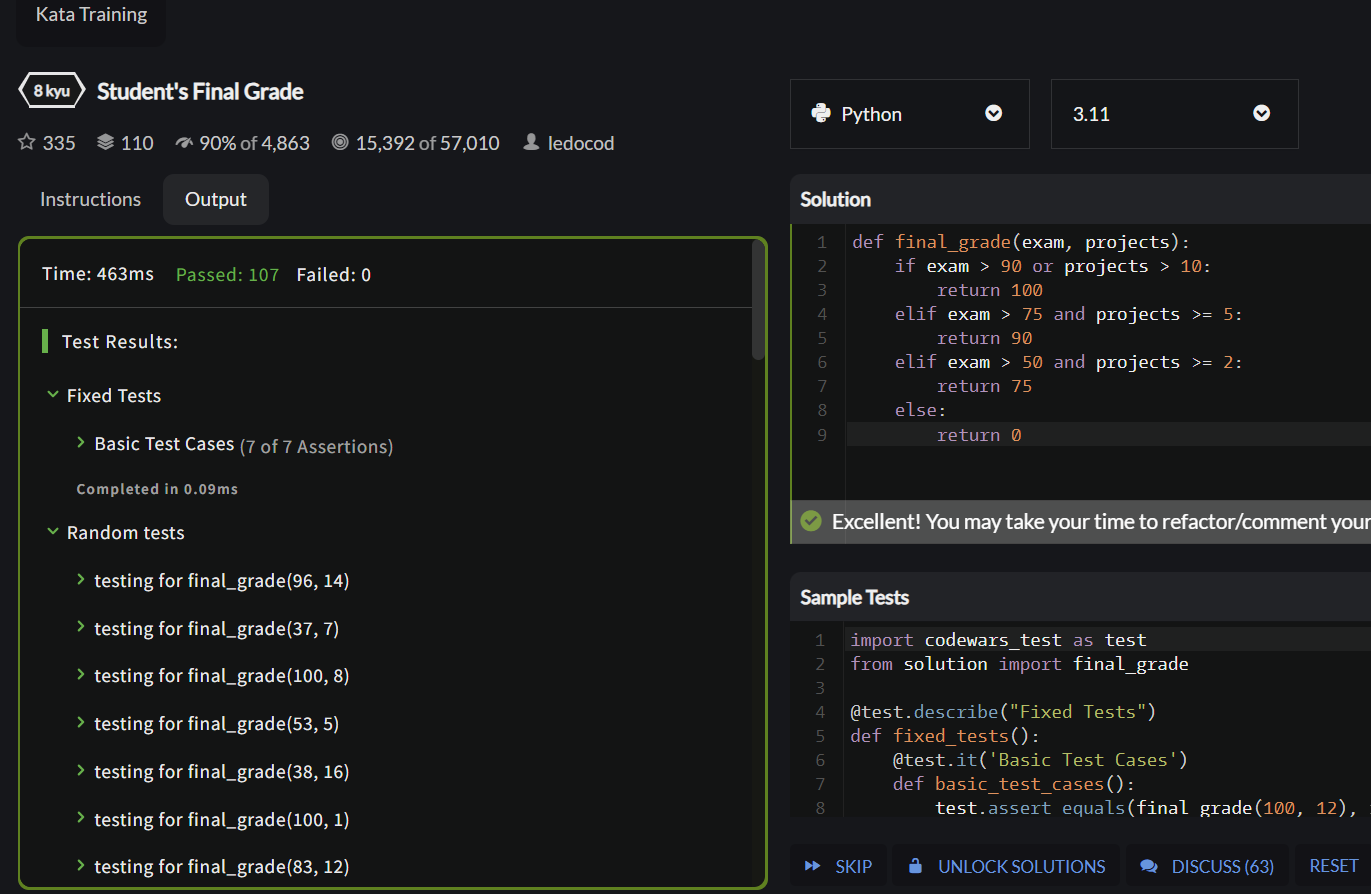 Kata Training
8 kyu Student's Final Grade
335 110 90% of 4,863 15,392 of 57,010 ledocod
Instructions Output
Time: 463ms Passed: 107 Failed: 0
Test Results:
Fixed Tests
Basic Test Cases (7 of 7 Assertions)
Completed in 0.09ms
Random tests
testing for final_grade(96, 14)
testing for final_grade(37, 7)
testing for final_grade(100, 8)
testing for final_grade(53, 5)
testing for final_grade(38, 16)
testing for final_grade(100, 1)
testing for final_grade(83, 12)
Python 3.11
Solution
1 def final_grade(exam, projects):
2     if exam > 90 or projects > 10:
3         return 100
4     elif exam > 75 and projects >= 5:
5         return 90
6     elif exam > 50 and projects >= 2:
7         return 75
8     else:
9         return 0
Excellent! You may take your time to refactor/comment your
Sample Tests
1 import codewars_test as test
2 from solution import final_grade
3
4 @test.describe("Fixed Tests")
5 def fixed_tests():
6     @test.it('Basic Test Cases')
7     def basic_test_cases():
8         test.assert_equals(final_grade(100, 12),
SKIP UNLOCK SOLUTIONS DISCUSS (63) RESET